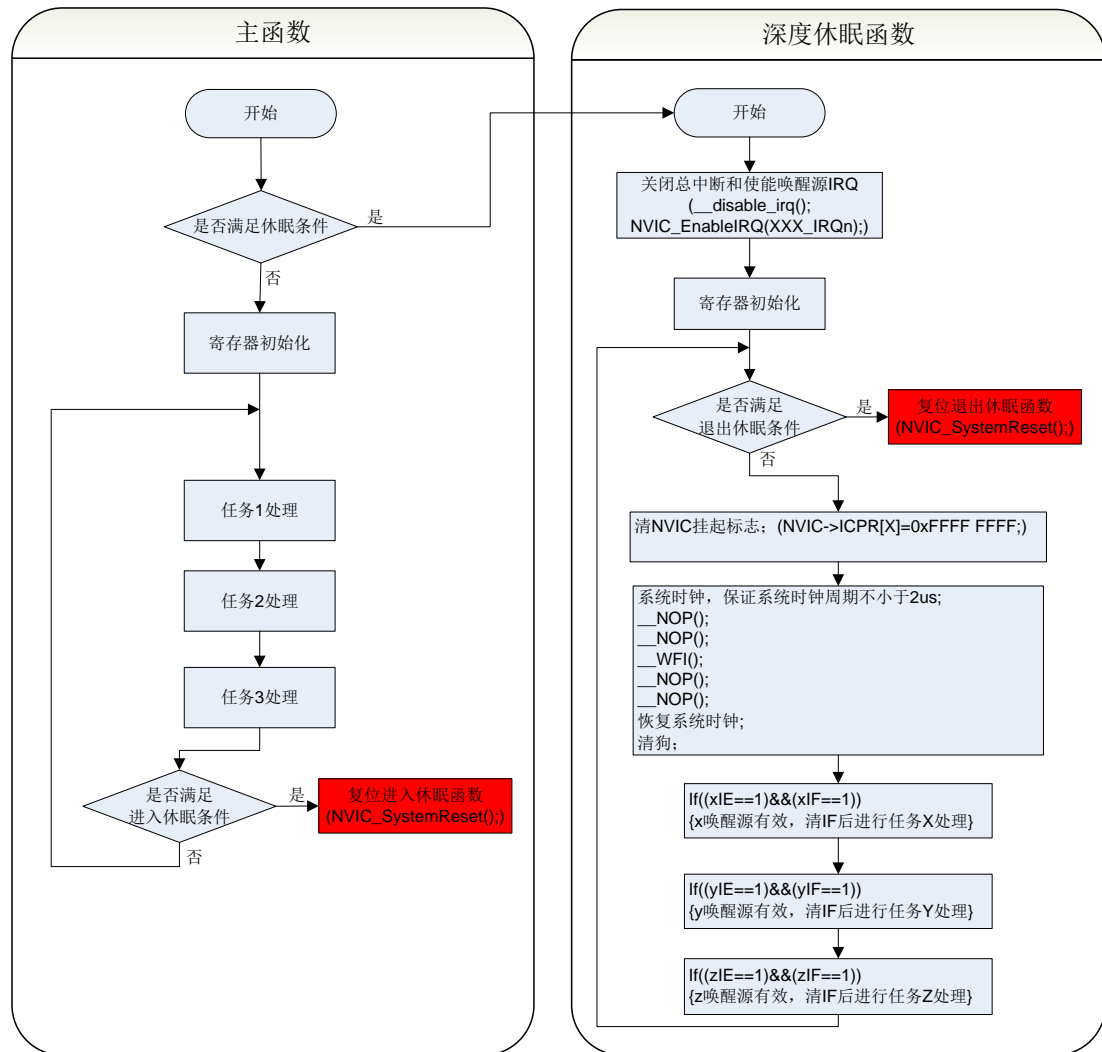 主函数
开始
是否满足休眠条件
是
否
寄存器初始化
任务1处理
任务2处理
任务3处理
是否满足
进入休眠条件
是
否
复位进入休眠函数
(NVIC_SystemReset();)
深度休眠函数
开始
关闭总中断和使能唤醒源IRQ
(__disable_irq();
NVIC_EnableIRQ(XXX_IRQn);)
寄存器初始化
是否满足
退出休眠条件
是
否
复位退出休眠函数
(NVIC_SystemReset();)
清NVIC挂起标志；(NVIC->ICPR[X]=0xFFFF FFFF;)
系统时钟，保证系统时钟周期不小于2us;
__NOP();
__NOP();
__WFI();
__NOP();
__NOP();
恢复系统时钟;
清狗；
If((xIE==1)&&(xIF==1))
{x唤醒源有效，清IF后进行任务X处理}
If((yIE==1)&&(yIF==1))
{y唤醒源有效，清IF后进行任务Y处理}
If((zIE==1)&&(zIF==1))
{z唤醒源有效，清IF后进行任务Z处理}